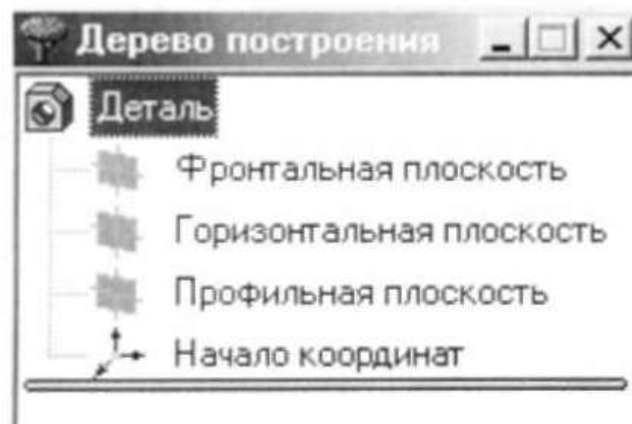 Дерево построения
Деталь
Фронтальная плоскость
Горизонтальная плоскость
Профильная плоскость
Начало координат